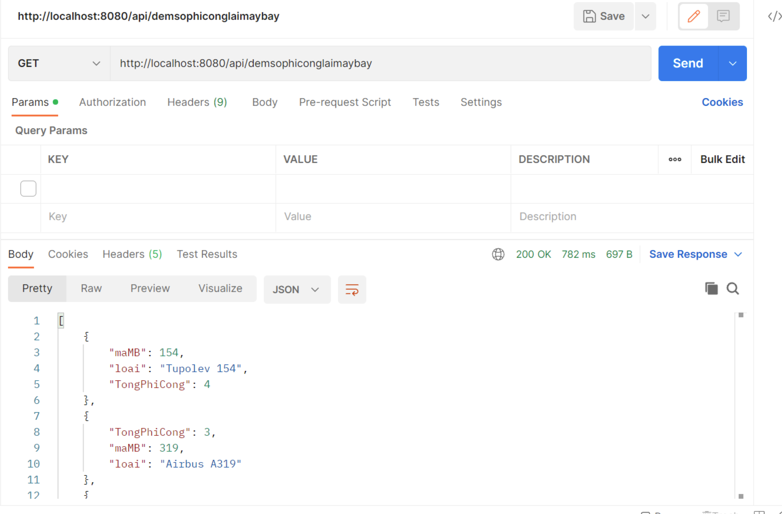 http://localhost:8080/api/demsophiconglaimaybay Save </>
GET http://localhost:8080/api/demsophiconglaimaybay Send
Params Authorization Headers (9) Body Pre-request Script Tests Settings Cookies
Query Params
KEY VALUE DESCRIPTION ooo Bulk Edit
Key Value Description
Body Cookies Headers (5) Test Results 200 OK 782 ms 697 B Save Response
Pretty Raw Preview Visualize JSON
1 [
2 {
3 "maMB": 154,
4 "loai": "Tupolev 154",
5 "TongPhiCong": 4
6 },
7 {
8 "TongPhiCong": 3,
9 "maMB": 319,
10 "loai": "Airbus A319"
11 },
12 {